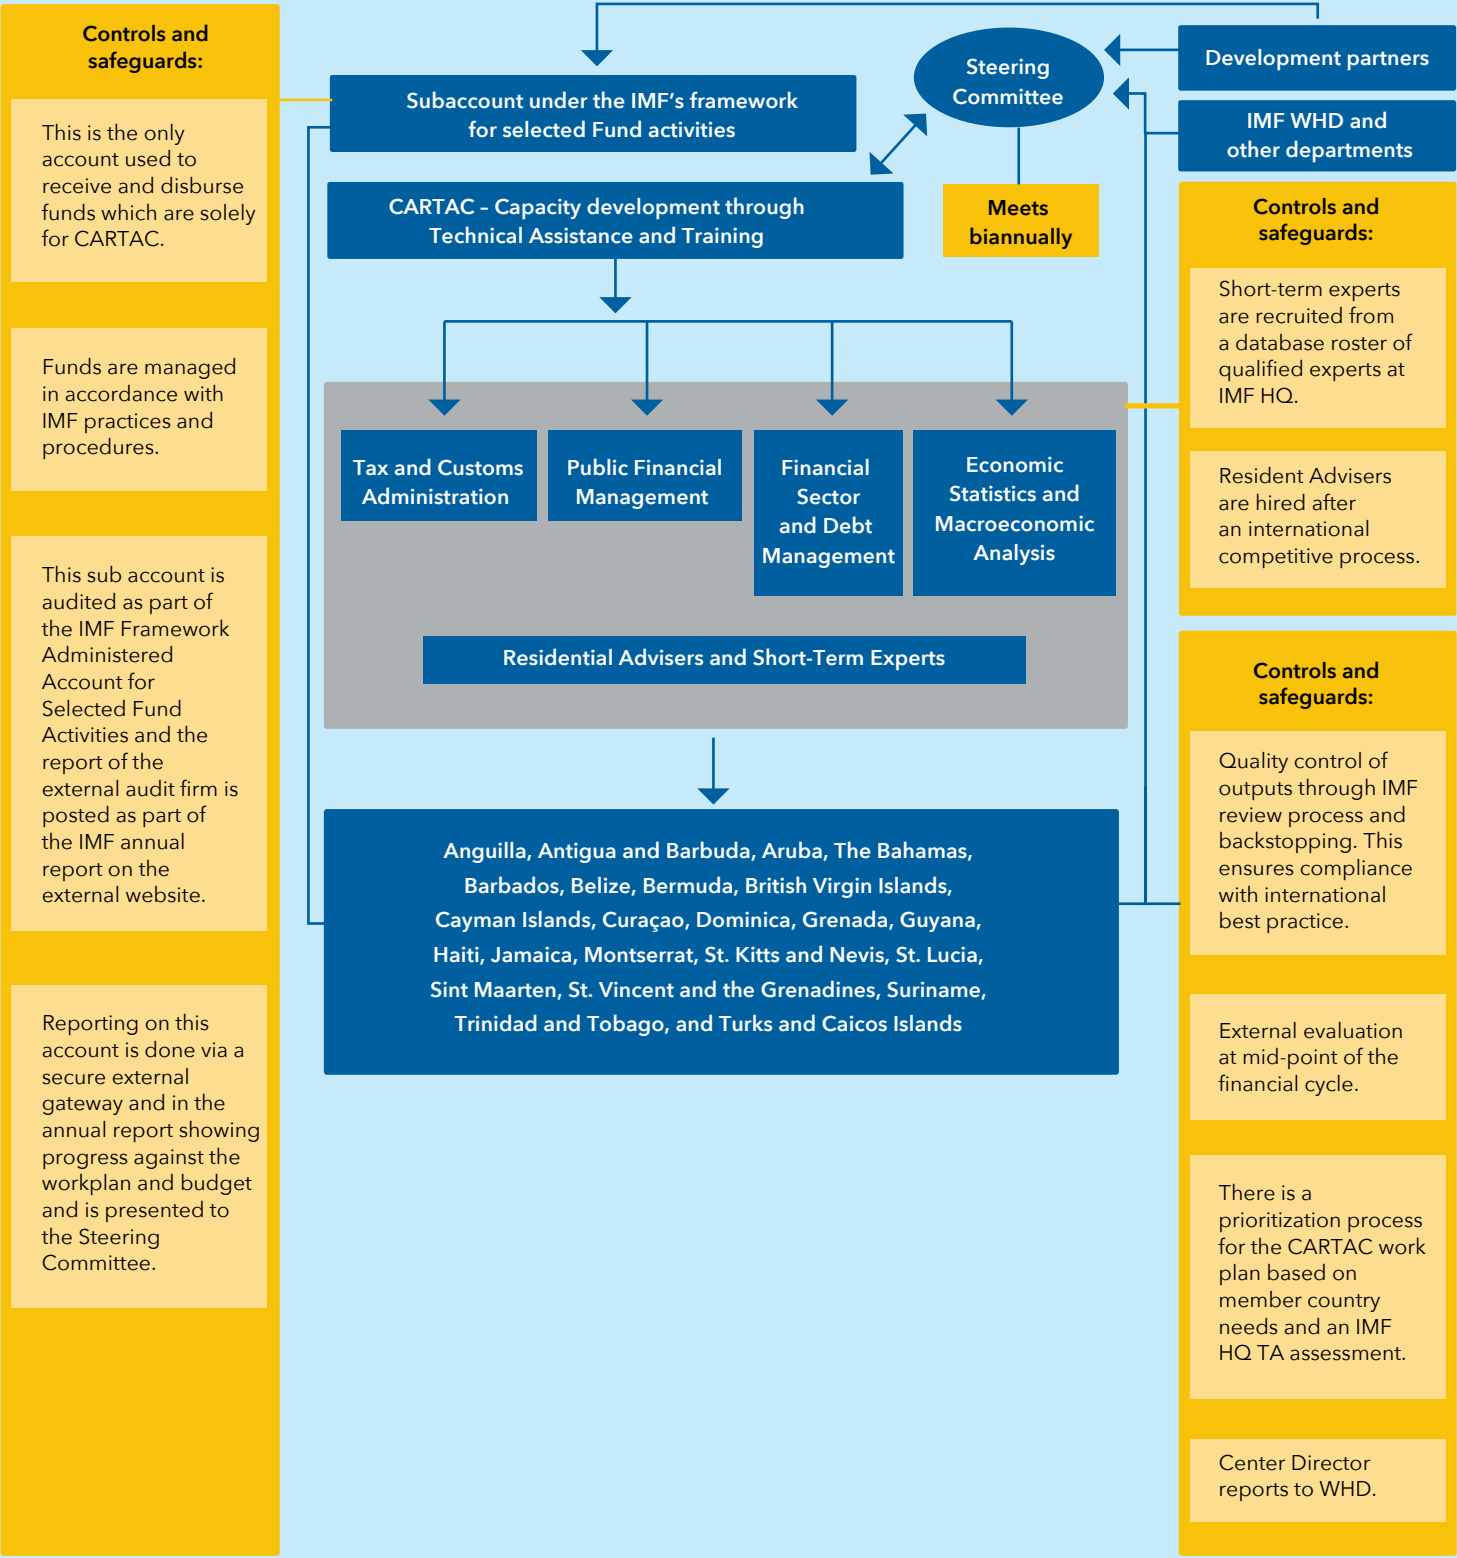 Controls and
safeguards:
This is the only
account used to
receive and disburse
funds which are solely
for CARTAC.
Funds are managed
in accordance with
IMF practices and
procedures.
This sub account is
audited as part of
the IMF Framework
Administered
Account for
Selected Fund
Activities and the
report of the
external audit firm is
posted as part of
the IMF annual
report on the
external website.
Reporting on this
account is done via a
secure external
gateway and in the
annual report showing
progress against the
workplan and budget
and is presented to
the Steering
Committee.
Subaccount under the IMF's framework
for selected Fund activities
CARTAC – Capacity development through
Technical Assistance and Training
Steering
Committee
Meets
biannually
Development partners
IMF WHD and
other departments
Tax and Customs
Administration
Public Financial
Management
Financial
Sector
and Debt
Management
Economic
Statistics and
Macroeconomic
Analysis
Residential Advisers and Short-Term Experts
Anguilla, Antigua and Barbuda, Aruba, The Bahamas,
Barbados, Belize, Bermuda, British Virgin Islands,
Cayman Islands, Curaçao, Dominica, Grenada, Guyana,
Haiti, Jamaica, Montserrat, St. Kitts and Nevis, St. Lucia,
Sint Maarten, St. Vincent and the Grenadines, Suriname,
Trinidad and Tobago, and Turks and Caicos Islands
Controls and
safeguards:
Short-term experts
are recruited from
a database roster of
qualified experts at
IMF HQ.
Resident Advisers
are hired after
an international
competitive process.
Controls and
safeguards:
Quality control of
outputs through IMF
review process and
backstopping. This
ensures compliance
with international
best practice.
External evaluation
at mid-point of the
financial cycle.
There is a
prioritization process
for the CARTAC work
plan based on
member country
needs and an IMF
HQ TA assessment.
Center Director
reports to WHD.